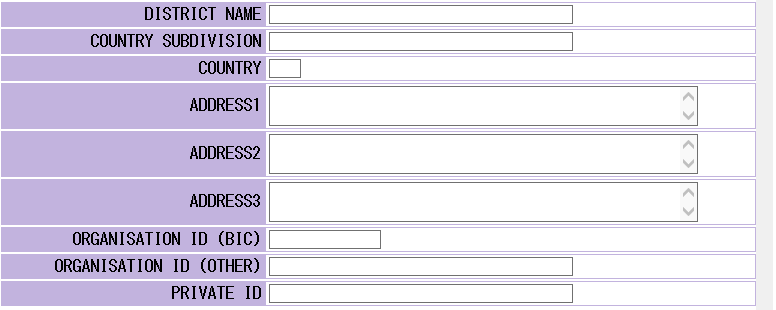 DISTRICT NAME
COUNTRY SUBDIVISION
COUNTRY
ADDRESS1
ADDRESS2
ADDRESS3
ORGANISATION ID (BIC)
ORGANISATION ID (OTHER)
PRIVATE ID